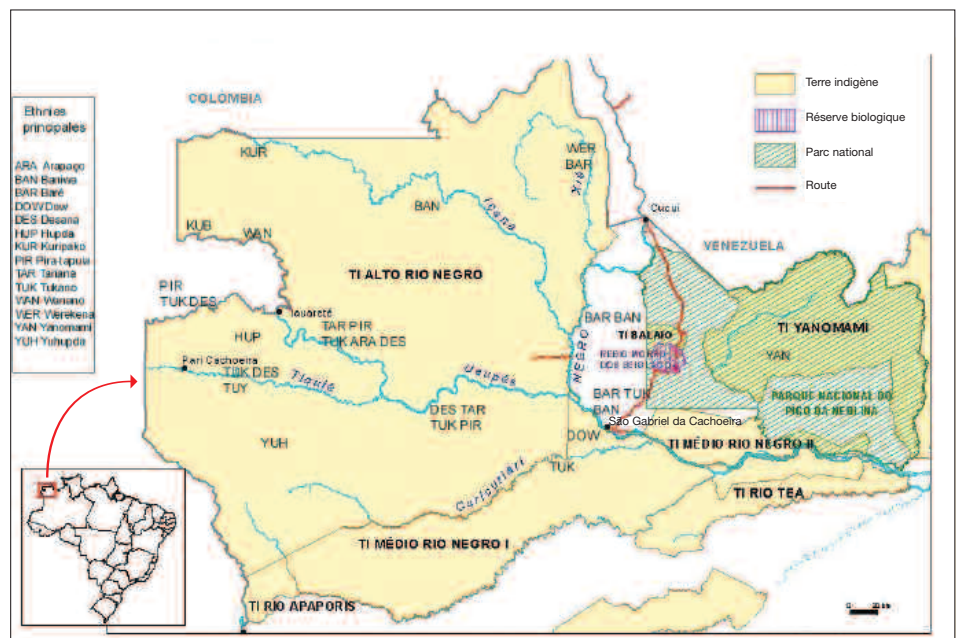 Terre indigène
Réserve biologique
Parc national
Route
COLOMBIA
Ethnies
principales
ARA Arapaço
BAN Baniwa
BAR Baré
DOW Dow
DES Desana
HUP Hupda
KUR Kuripako
PIR Pira tapuia
TAR Tariana
TUK Tukano
WAN Wanano
WER Werekena
YAN Yanomami
YUH Yuhupda
KUR
WER
BAR
Xie
BAN
Içana
Cucui
KUB
WAN
VENEZUELA
TI ALTO RIO NEGRO
PIR
TUK DES
Iauareté
BAR BAN
TI BALAIO
TI YANOMAMI
HUP
TAR PIR
TUK ARA DES
NEGRO
YAN
Pari Cachoeira
TUK DES
TUY
Tiquié
Uaupés
BAR TUK
BAN
PARQUE NACIONAL DO
PICO DA NEBLINA
DES TAR
TUK PIR
São Gabriel da Cachoeira
YUH
DOW
TI MÉDIO RIO NEGRO II
TUK
Curicuriari
TI RIO TEA
TI MÉDIO RIO NEGRO I
TI RIO APAPORIS